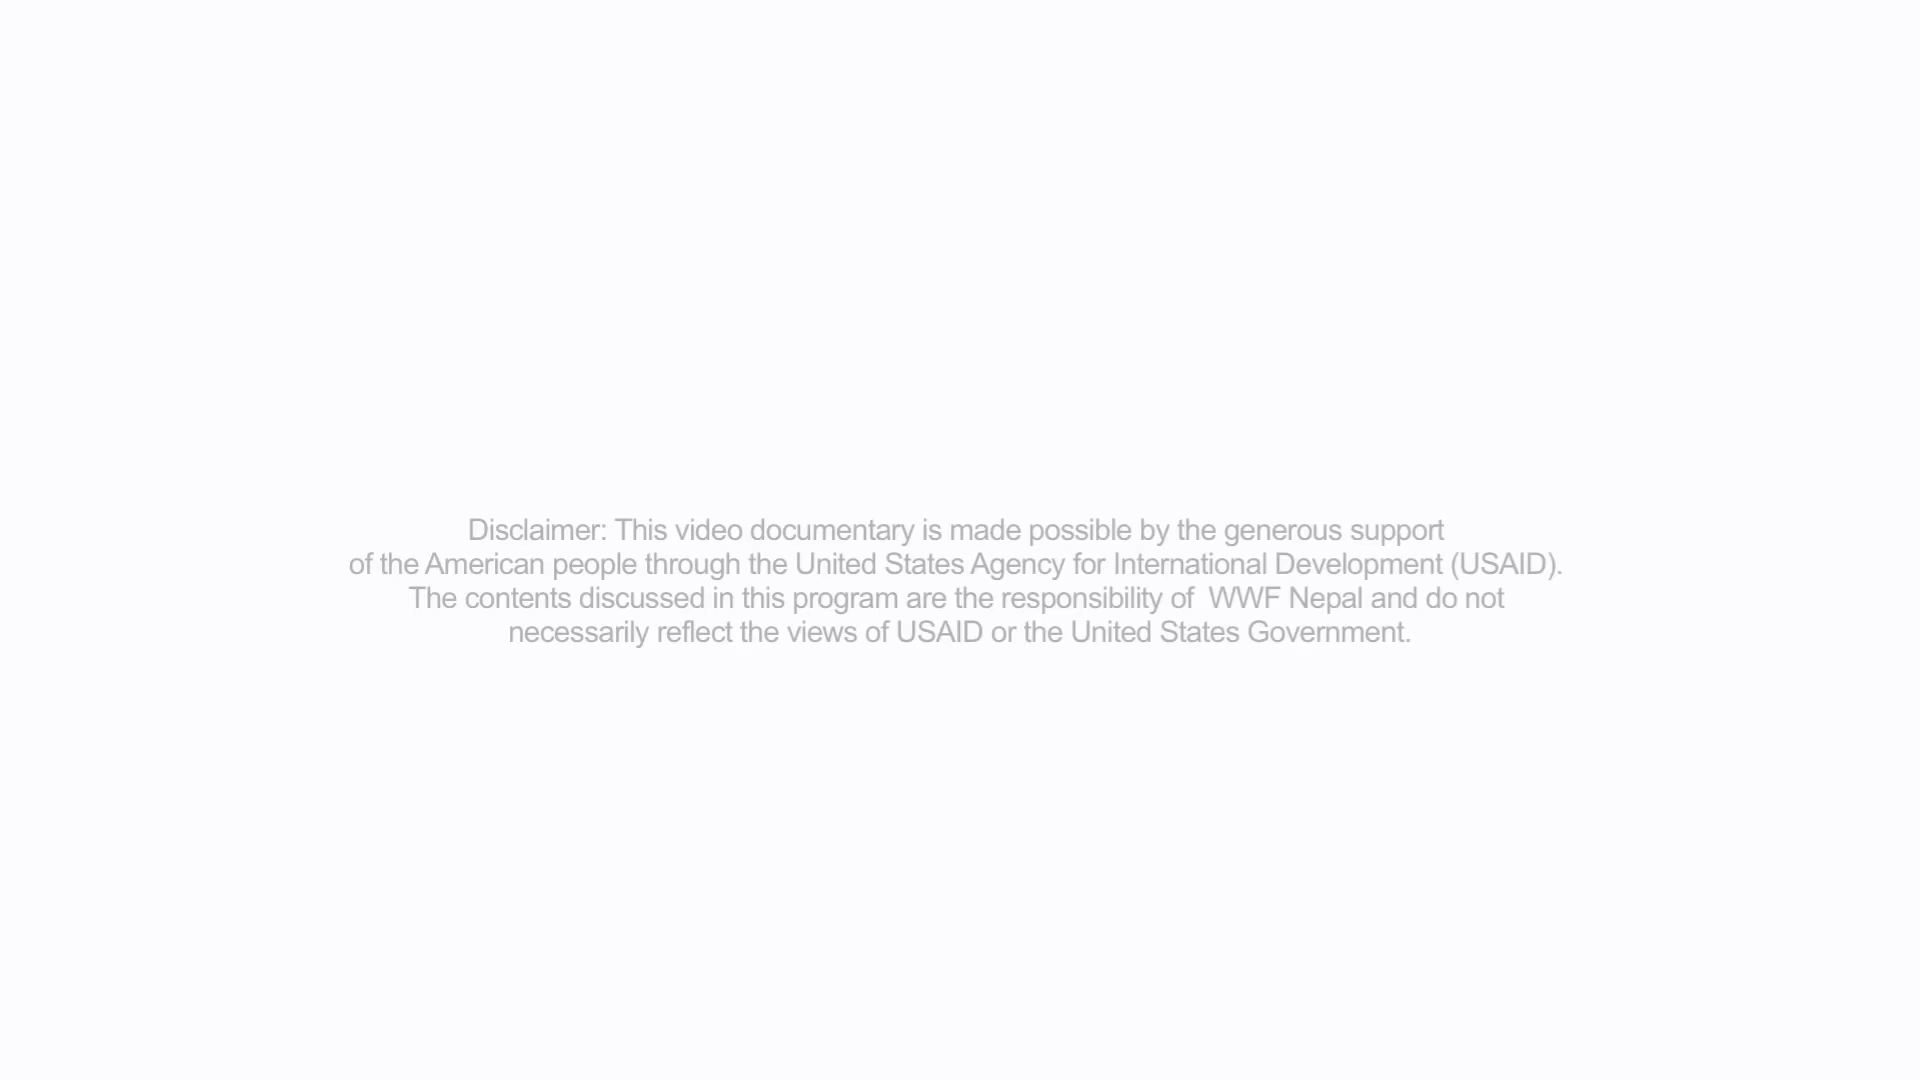 Disclaimer: This video documentary is made possible by the generous support
of the American people through the United States Agency for International Development (USAID).
The contents discussed in this program are the responsibility of  WWF Nepal and do not
necessarily reflect the views of USAID or the United States Government.